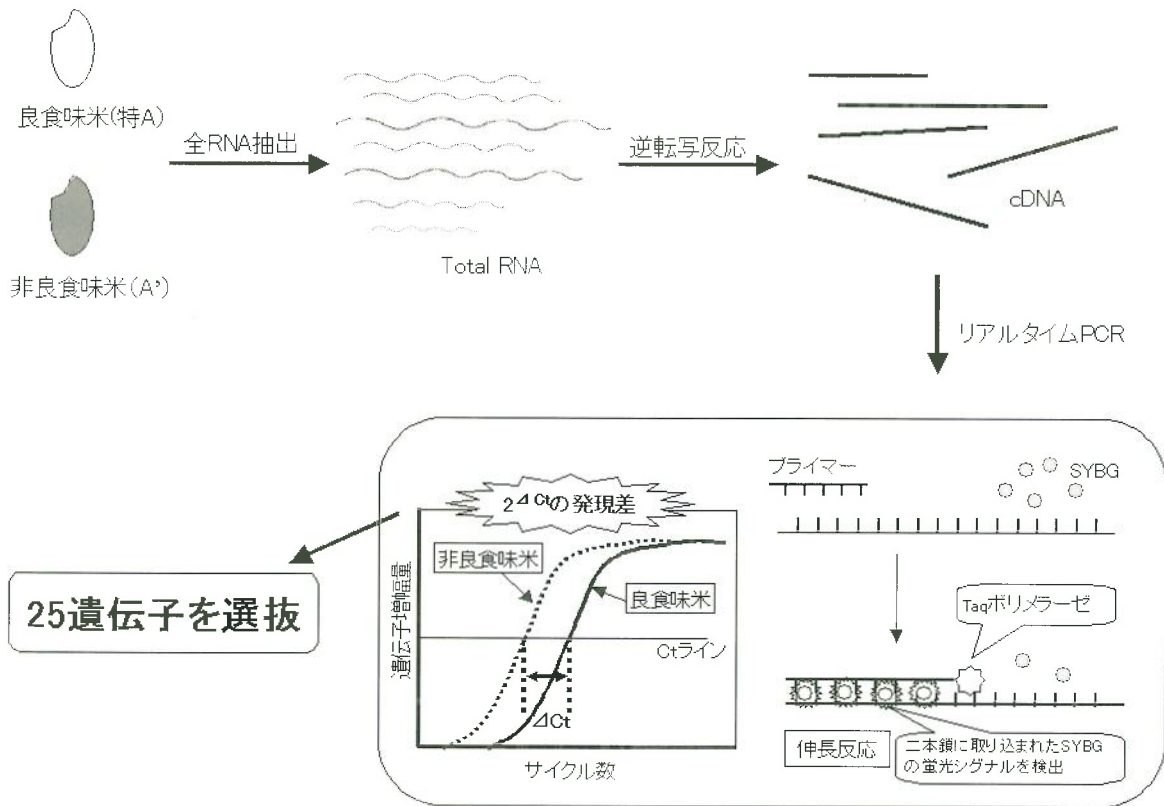 良食味米(特A)
非良食味米(A')
全RNA抽出
Total RNA
逆転写反応
cDNA
リアルタイムPCR
2⊿Ctの発現差
遺伝子増幅量
非良食味米
良食味米
Ctライン
⊿Ct
サイクル数
プライマー
SYBG
Taqポリメラーゼ
伸長反応
二本鎖に取り込まれたSYBG
の蛍光シグナルを検出
25遺伝子を選抜